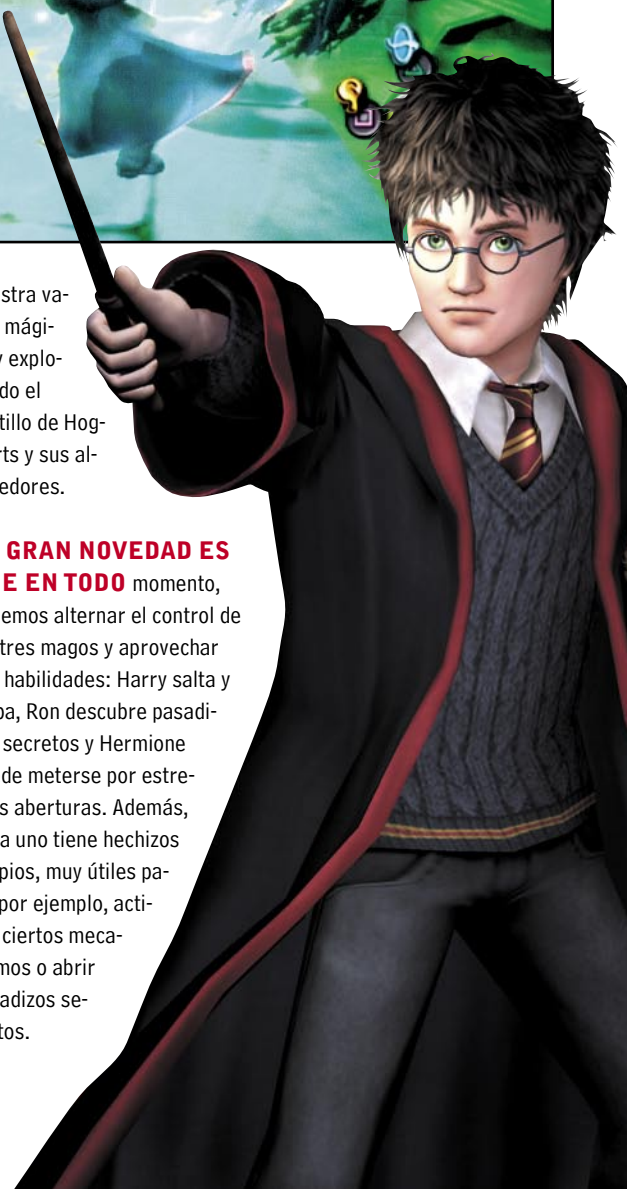 stra va-
mági-
y explo-
do el
tillo de Hog-
rts y sus al-
edores.
GRAN NOVEDAD ES
E EN TODO momento,
emos alternar el control de
tres magos y aprovechar
habilidades: Harry salta y
pa, Ron descubre pasadi-
secretos y Hermione
de meterse por estre-
s aberturas. Además,
a uno tiene hechizos
pios, muy útiles pa-
por ejemplo, acti-
ciertos meca-
mos o abrir
adizos se-
tos.